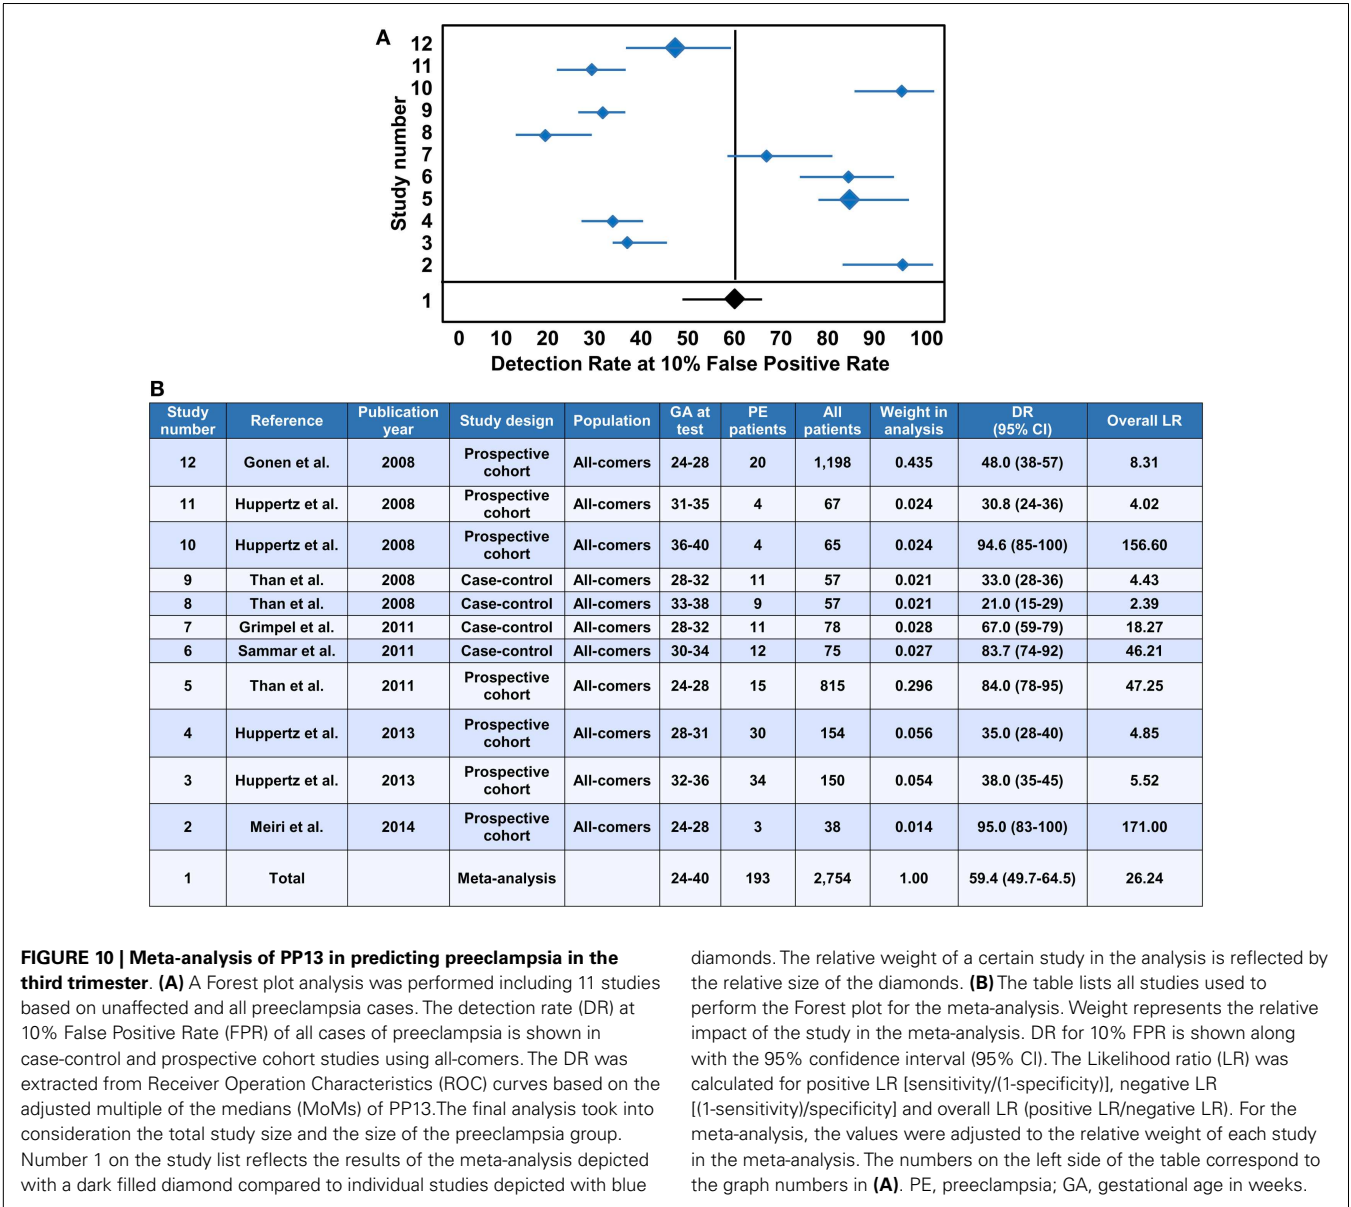 A
12
11
10
9
8
7
6
5
4
3
2
1
Study number
0 10 20 30 40 50 60 70 80 90 100
Detection Rate at 10% False Positive Rate
B
Study number | Reference | Publication year | Study design | Population | GA at test | PE patients | All patients | Weight in analysis | DR (95% CI) | Overall LR
12 | Gonen et al. | 2008 | Prospective cohort | All-comers | 24-28 | 20 | 1,198 | 0.435 | 48.0 (38-57) | 8.31
11 | Huppertz et al. | 2008 | Prospective cohort | All-comers | 31-35 | 4 | 67 | 0.024 | 30.8 (24-36) | 4.02
10 | Huppertz et al. | 2008 | Prospective cohort | All-comers | 36-40 | 4 | 65 | 0.024 | 94.6 (85-100) | 156.60
9 | Than et al. | 2008 | Case-control | All-comers | 28-32 | 11 | 57 | 0.021 | 33.0 (28-36) | 4.43
8 | Than et al. | 2008 | Case-control | All-comers | 33-38 | 9 | 57 | 0.021 | 21.0 (15-29) | 2.39
7 | Grimpel et al. | 2011 | Case-control | All-comers | 28-32 | 11 | 78 | 0.028 | 67.0 (59-79) | 18.27
6 | Sammar et al. | 2011 | Case-control | All-comers | 30-34 | 12 | 75 | 0.027 | 83.7 (74-92) | 46.21
5 | Than et al. | 2011 | Prospective cohort | All-comers | 24-28 | 15 | 815 | 0.296 | 84.0 (78-95) | 47.25
4 | Huppertz et al. | 2013 | Prospective cohort | All-comers | 28-31 | 30 | 154 | 0.056 | 35.0 (28-40) | 4.85
3 | Huppertz et al. | 2013 | Prospective cohort | All-comers | 32-36 | 34 | 150 | 0.054 | 38.0 (35-45) | 5.52
2 | Meiri et al. | 2014 | Prospective cohort | All-comers | 24-28 | 3 | 38 | 0.014 | 95.0 (83-100) | 171.00
1 | Total | | Meta-analysis | | 24-40 | 193 | 2,754 | 1.00 | 59.4 (49.7-64.5) | 26.24
FIGURE 10 | Meta-analysis of PP13 in predicting preeclampsia in the
third trimester. (A) A Forest plot analysis was performed including 11 studies
based on unaffected and all preeclampsia cases. The detection rate (DR) at
10% False Positive Rate (FPR) of all cases of preeclampsia is shown in
case-control and prospective cohort studies using all-comers. The DR was
extracted from Receiver Operation Characteristics (ROC) curves based on the
adjusted multiple of the medians (MoMs) of PP13.The final analysis took into
consideration the total study size and the size of the preeclampsia group.
Number 1 on the study list reflects the results of the meta-analysis depicted
with a dark filled diamond compared to individual studies depicted with blue
diamonds. The relative weight of a certain study in the analysis is reflected by
the relative size of the diamonds. (B) The table lists all studies used to
perform the Forest plot for the meta-analysis. Weight represents the relative
impact of the study in the meta-analysis. DR for 10% FPR is shown along
with the 95% confidence interval (95% CI). The Likelihood ratio (LR) was
calculated for positive LR [sensitivity/(1-specificity)], negative LR
[(1-sensitivity)/specificity] and overall LR (positive LR/negative LR). For the
meta-analysis, the values were adjusted to the relative weight of each study
in the meta-analysis. The numbers on the left side of the table correspond to
the graph numbers in (A). PE, preeclampsia; GA, gestational age in weeks.